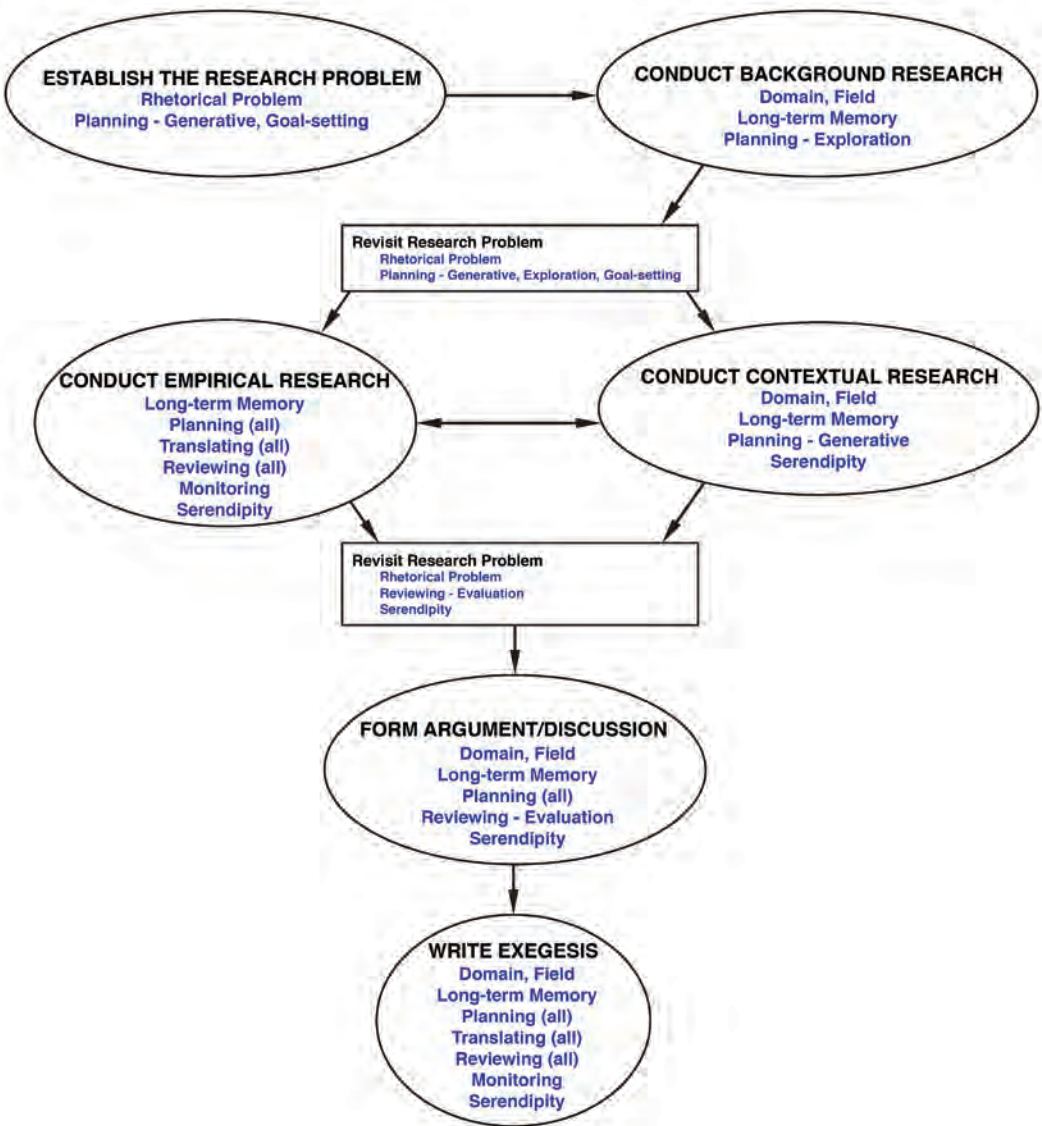 ESTABLISH THE RESEARCH PROBLEM
Rhetorical Problem
Planning - Generative, Goal-setting
CONDUCT BACKGROUND RESEARCH
Domain, Field
Long-term Memory
Planning - Exploration
Revisit Research Problem
Rhetorical Problem
Planning - Generative, Exploration, Goal-setting
CONDUCT EMPIRICAL RESEARCH
Long-term Memory
Planning (all)
Translating (all)
Reviewing (all)
Monitoring
Serendipity
CONDUCT CONTEXTUAL RESEARCH
Domain, Field
Long-term Memory
Planning - Generative
Serendipity
Revisit Research Problem
Rhetorical Problem
Reviewing - Evaluation
Serendipity
FORM ARGUMENT/DISCUSSION
Domain, Field
Long-term Memory
Planning (all)
Reviewing - Evaluation
Serendipity
WRITE EXEGESIS
Domain, Field
Long-term Memory
Planning (all)
Translating (all)
Reviewing (all)
Monitoring
Serendipity